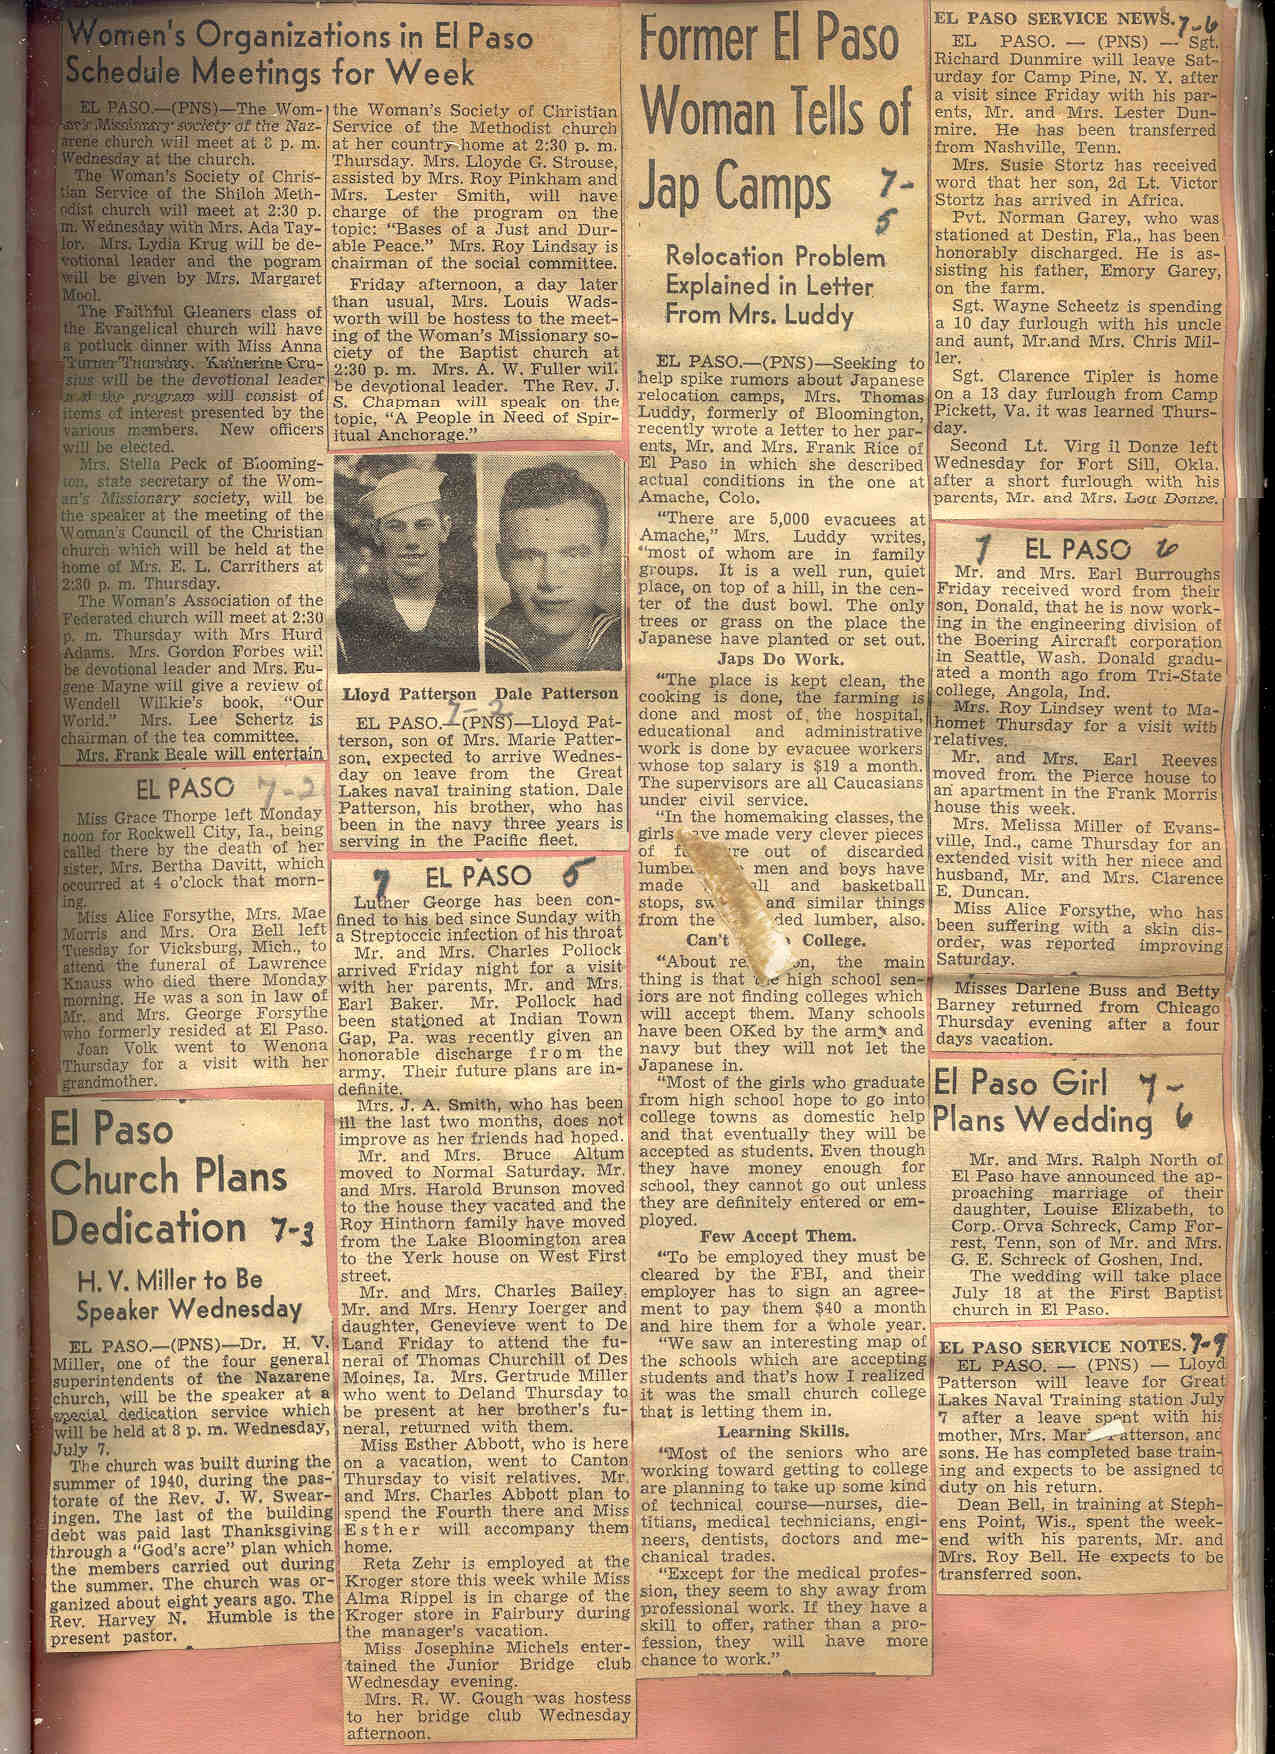 Women's Organizations in El Paso
Schedule Meetings for Week
EL PASO.—(PNS)—The Wom-
an's Missionary society of the Naz-
arene church will meet at 8 p. m.
Wednesday at the church.
The Woman's Society of Chris-
tian Service of the Shiloh Meth-
odist church will meet at 2:30 p.
m. Wednesday with Mrs. Ada Tay-
lor. Mrs. Lydia Krug will be de-
votional leader and the pogram
will be given by Mrs. Margaret
Mool.
The Faithful Gleaners class of
the Evangelical church will have
a potluck dinner with Miss Anna
Turner Thursday. Katherine Cru-
sius will be the devotional leader
and the program will consist of
items of interest presented by the
various members. New officers
will be elected.
Mrs. Stella Peck of Blooming-
ton, state secretary of the Wom-
an's Missionary society, will be
the speaker at the meeting of the
Woman's Council of the Christian
church which will be held at the
home of Mrs. E. L. Carrithers at
2:30 p. m. Thursday.
The Woman's Association of the
Federated church will meet at 2:30
p. m. Thursday with Mrs Hurd
Adams. Mrs. Gordon Forbes will
be devotional leader and Mrs. Eu-
gene Mayne will give a review of
Wendell Willkie's book, "Our
World." Mrs. Lee Schertz is
chairman of the tea committee.
Mrs. Frank Beale will entertain
the Woman's Society of Christian
Service of the Methodist church
at her country home at 2:30 p. m.
Thursday. Mrs. Lloyde G. Strouse,
assisted by Mrs. Roy Pinkham and
Mrs. Lester Smith, will have
charge of the program on the
topic: "Bases of a Just and Dur-
able Peace." Mrs. Roy Lindsay is
chairman of the social committee.
Friday afternoon, a day later
than usual, Mrs. Louis Wads-
worth will be hostess to the meet-
ing of the Woman's Missionary so-
ciety of the Baptist church at
2:30 p. m. Mrs. A. W. Fuller will
be devotional leader. The Rev. J.
S. Chapman will speak on the
topic, "A People in Need of Spir-
itual Anchorage."
EL PASO 7-2
Miss Grace Thorpe left Monday
noon for Rockwell City, Ia., being
called there by the death of her
sister, Mrs. Bertha Davitt, which
occurred at 4 o'clock that morn-
ing.
Miss Alice Forsythe, Mrs. Mae
Morris and Mrs. Ora Bell left
Tuesday for Vicksburg, Mich., to
attend the funeral of Lawrence
Knauss who died there Monday
morning. He was a son in law of
Mr. and Mrs. George Forsythe
who formerly resided at El Paso.
Joan Volk went to Wenona
Thursday for a visit with her
grandmother.
El Paso
Church Plans
Dedication 7-3
H. V. Miller to Be
Speaker Wednesday
EL PASO.—(PNS)—Dr. H. V.
Miller, one of the four general
superintendents of the Nazarene
church, will be the speaker at a
special dedication service which
will be held at 8 p. m. Wednesday,
July 7.
The church was built during the
summer of 1940, during the pas-
torate of the Rev. J. W. Swear-
ingen. The last of the building
debt was paid last Thanksgiving
through a "God's acre" plan which
the members carried out during
the summer. The church was or-
ganized about eight years ago. The
Rev. Harvey N. Humble is the
present pastor.
Lloyd Patterson Dale Patterson
7-2
EL PASO.—(PNS)—Lloyd Pat-
terson, son of Mrs. Marie Patter-
son, expected to arrive Wednes-
day on leave from the Great
Lakes naval training station. Dale
Patterson, his brother, who has
been in the navy three years is
serving in the Pacific fleet.
7 EL PASO 5
Luther George has been con-
fined to his bed since Sunday with
a Streptoccic infection of his throat
Mr. and Mrs. Charles Pollock
arrived Friday night for a visit
with her parents, Mr. and Mrs.
Earl Baker. Mr. Pollock had
been stationed at Indian Town
Gap, Pa. was recently given an
honorable discharge from the
army. Their future plans are in-
definite.
Mrs. J. A. Smith, who has been
ill the last two months, does not
improve as her friends had hoped.
Mr. and Mrs. Bruce Altum
moved to Normal Saturday. Mr.
and Mrs. Harold Brunson moved
to the house they vacated and the
Roy Hinthorn family have moved
from the Lake Bloomington area
to the Yerk house on West First
street.
Mr. and Mrs. Charles Bailey,
Mr. and Mrs. Henry Ioerger and
daughter, Genevieve went to De
Land Friday to attend the fu-
neral of Thomas Churchill of Des
Moines, Ia. Mrs. Gertrude Miller
who went to Deland Thursday to
be present at her brother's fu-
neral, returned with them.
Miss Esther Abbott, who is here
on a vacation, went to Canton
Thursday to visit relatives. Mr.
and Mrs. Charles Abbott plan to
spend the Fourth there and Miss
Esther will accompany them
home.
Reta Zehr is employed at the
Kroger store this week while Miss
Alma Rippel is in charge of the
Kroger store in Fairbury during
the manager's vacation.
Miss Josephine Michels enter-
tained the Junior Bridge club
Wednesday evening.
Mrs. R. W. Gough was hostess
to her bridge club Wednesday
afternoon.
Former El Paso
Woman Tells of
Jap Camps 7-
5
Relocation Problem
Explained in Letter
From Mrs. Luddy
EL PASO.—(PNS)—Seeking to
help spike rumors about Japanese
relocation camps, Mrs. Thomas
Luddy, formerly of Bloomington,
recently wrote a letter to her par-
ents, Mr. and Mrs. Frank Rice of
El Paso in which she described
actual conditions in the one at
Amache, Colo.
"There are 5,000 evacuees at
Amache," Mrs. Luddy writes,
"most of whom are in family
groups. It is a well run, quiet
place, on top of a hill, in the cen-
ter of the dust bowl. The only
trees or grass on the place the
Japanese have planted or set out.
Japs Do Work.
"The place is kept clean, the
cooking is done, the farming is
done and most of the hospital,
educational and administrative
work is done by evacuee workers
whose top salary is $19 a month.
The supervisors are all Caucasians
under civil service.
"In the homemaking classes, the
girls have made very clever pieces
of out of discarded
lumber men and boys have
made and basketball
stops, and similar things
from the lumber, also.
Can't College.
"About the main
thing is that the high school sen-
iors are not finding colleges which
will accept them. Many schools
have been OKed by the army and
navy but they will not let the
Japanese in.
"Most of the girls who graduate
from high school hope to go into
college towns as domestic help
and that eventually they will be
accepted as students. Even though
they have money enough for
school, they cannot go out unless
they are definitely entered or em-
ployed.
Few Accept Them.
"To be employed they must be
cleared by the FBI, and their
employer has to sign an agree-
ment to pay them $40 a month
and hire them for a whole year.
"We saw an interesting map of
the schools which are accepting
students and that's how I realized
it was the small church college
that is letting them in.
Learning Skills.
"Most of the seniors who are
working toward getting to college
are planning to take up some kind
of technical course—nurses, die-
titians, medical technicians, engi-
neers, dentists, doctors and me-
chanical trades.
"Except for the medical profes-
sion, they seem to shy away from
professional work. If they have a
skill to offer, rather than a pro-
fession, they will have more
chance to work."
EL PASO SERVICE NEWS. 7-6
EL PASO. — (PNS) — Sgt.
Richard Dunmire will leave Sat-
urday for Camp Pine, N. Y. after
a visit since Friday with his par-
ents, Mr. and Mrs. Lester Dun-
mire. He has been transferred
from Nashville, Tenn.
Mrs. Susie Stortz has received
word that her son, 2d Lt. Victor
Stortz has arrived in Africa.
Pvt. Norman Garey, who was
stationed at Destin, Fla., has been
honorably discharged. He is as-
sisting his father, Emory Garey,
on the farm.
Sgt. Wayne Scheetz is spending
a 10 day furlough with his uncle
and aunt, Mr.and Mrs. Chris Mil-
ler.
Sgt. Clarence Tipler is home
on a 13 day furlough from Camp
Pickett, Va. it was learned Thurs-
day.
Second Lt. Virg il Donze left
Wednesday for Fort Sill, Okla.
after a short furlough with his
parents, Mr. and Mrs. Lou Donze.
7 EL PASO 6
Mr. and Mrs. Earl Burroughs
Friday received word from their
son, Donald, that he is now work-
ing in the engineering division of
the Boering Aircraft corporation
in Seattle, Wash. Donald gradu-
ated a month ago from Tri-State
college, Angola, Ind.
Mrs. Roy Lindsey went to Ma-
homet Thursday for a visit with
relatives.
Mr. and Mrs. Earl Reeves
moved from the Pierce house to
an apartment in the Frank Morris
house this week.
Mrs. Melissa Miller of Evans-
ville, Ind., came Thursday for an
extended visit with her niece and
husband, Mr. and Mrs. Clarence
E. Duncan.
Miss Alice Forsythe, who has
been suffering with a skin dis-
order, was reported improving
Saturday.
Misses Darlene Buss and Betty
Barney returned from Chicago
Thursday evening after a four
days vacation.
El Paso Girl 7-
Plans Wedding 6
Mr. and Mrs. Ralph North of
El Paso have announced the ap-
proaching marriage of their
daughter, Louise Elizabeth, to
Corp. Orva Schreck, Camp For-
rest, Tenn, son of Mr. and Mrs.
G. E. Schreck of Goshen, Ind.
The wedding will take place
July 18 at the First Baptist
church in El Paso.
EL PASO SERVICE NOTES. 7-9
EL PASO. — (PNS) — Lloyd
Patterson will leave for Great
Lakes Naval Training station July
7 after a leave spent with his
mother, Mrs. Patterson, and
sons. He has completed base train-
ing and expects to be assigned to
duty on his return.
Dean Bell, in training at Steph-
ens Point, Wis., spent the week-
end with his parents, Mr. and
Mrs. Roy Bell. He expects to be
transferred soon.